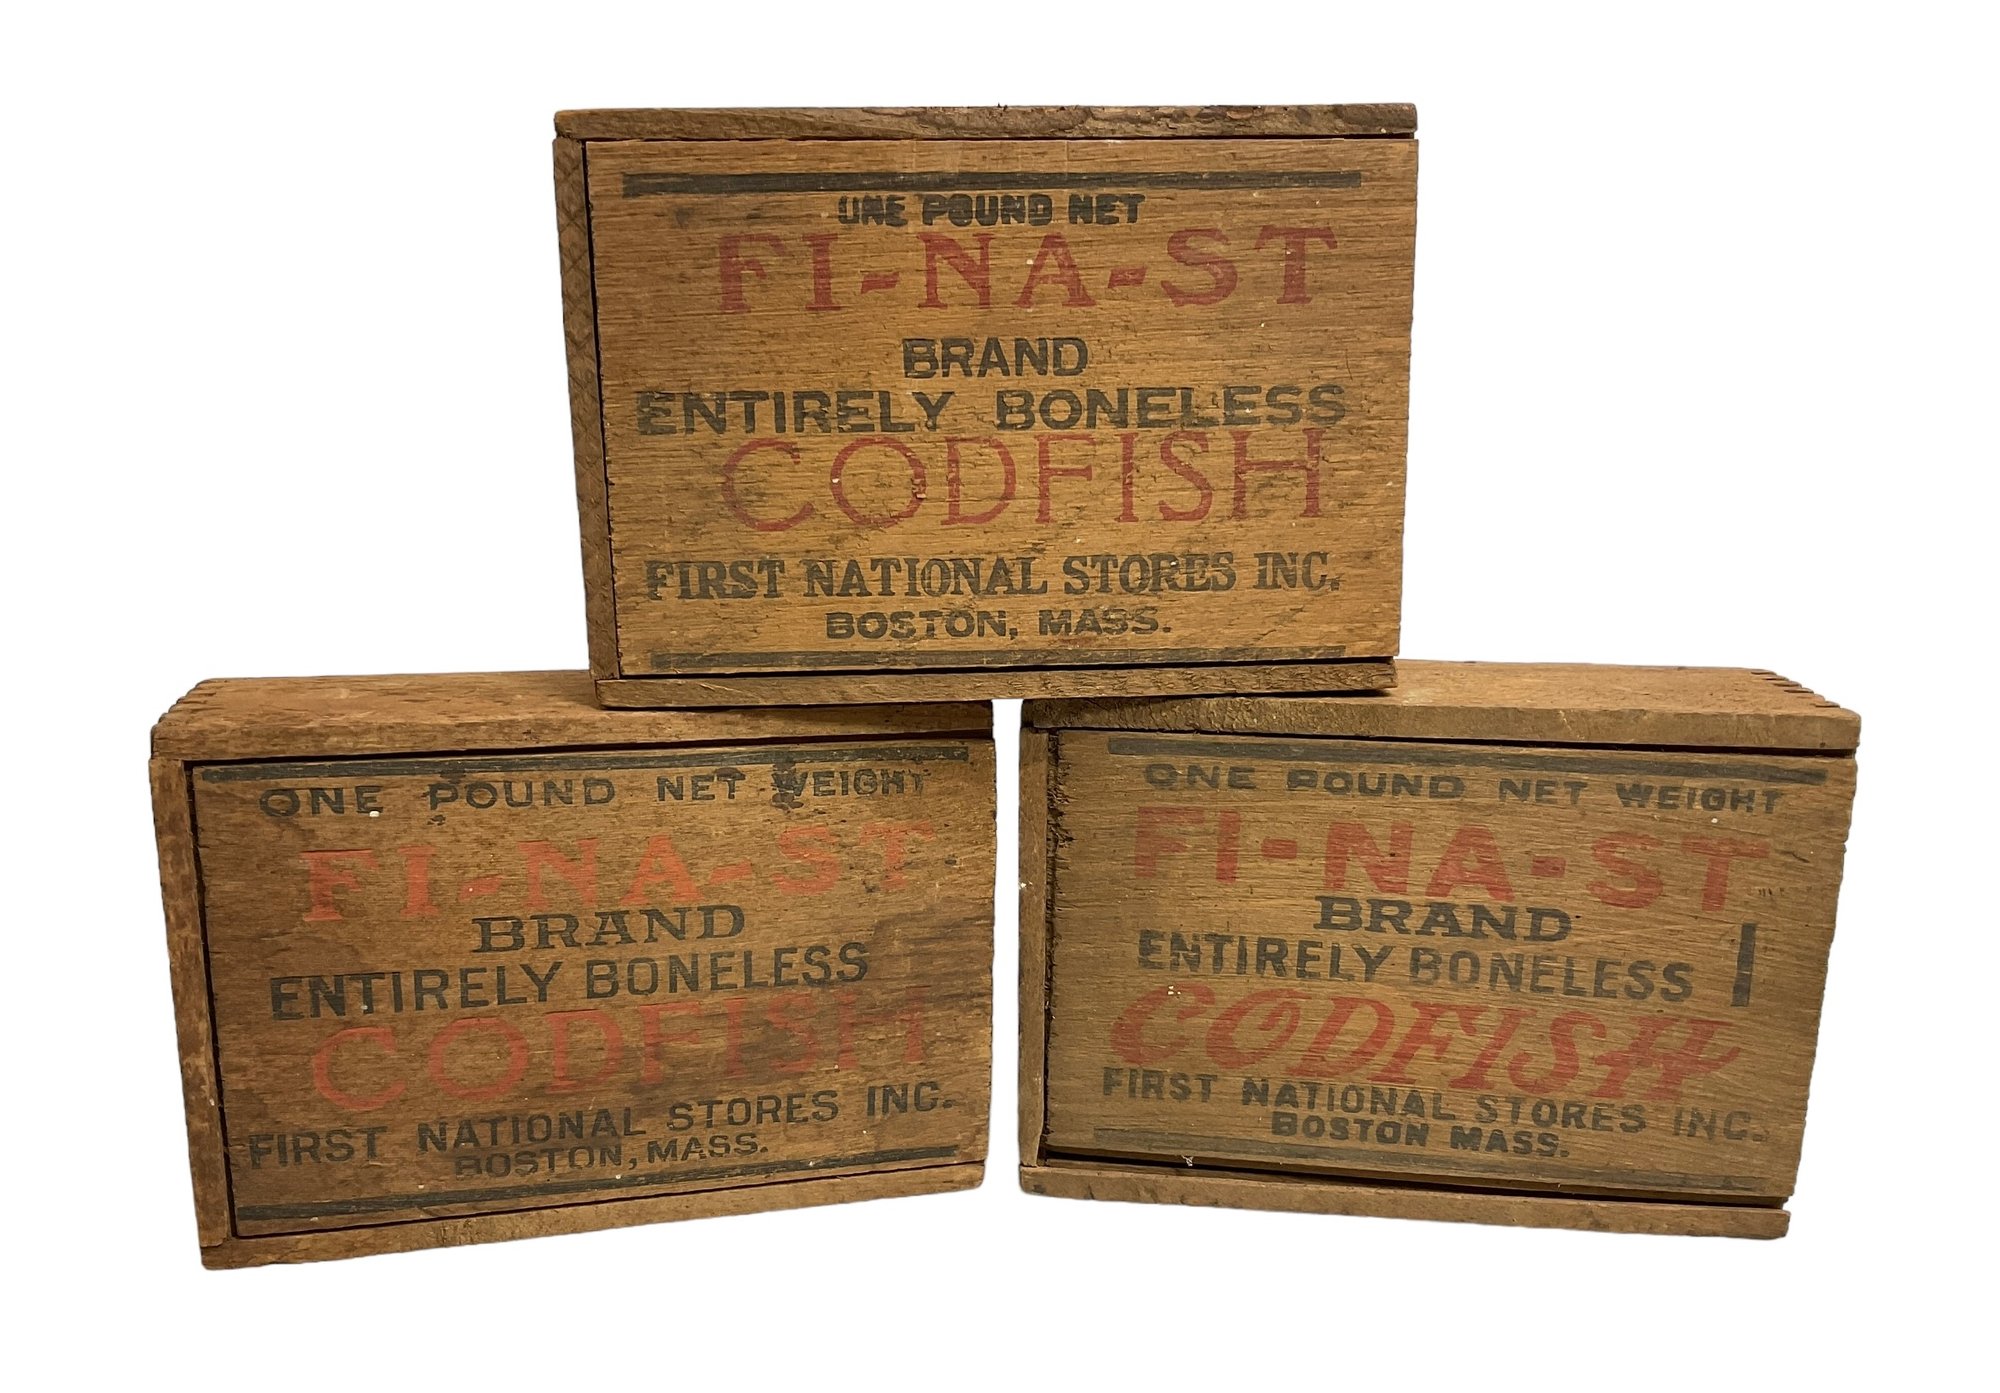 ONE POUND NET
FI-NA-ST
BRAND
ENTIRELY BONELESS
CODFISH
FIRST NATIONAL STORES INC.
BOSTON, MASS.
ONE POUND NET WEIGHT
FI-NA-ST
BRAND
ENTIRELY BONELESS
CODFISH
FIRST NATIONAL STORES INC.
BOSTON, MASS.
ONE POUND NET WEIGHT
FI-NA-ST
BRAND
ENTIRELY BONELESS
CODFISH
FIRST NATIONAL STORES INC.
BOSTON MASS.